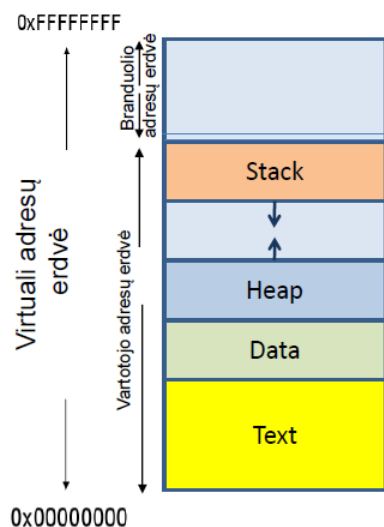 0xFFFFFFFF
Virtuali adresų
erdvė
0x00000000
Branduolio
adresų erdvė
Vartotojo adresų erdvė
Stack
Heap
Data
Text